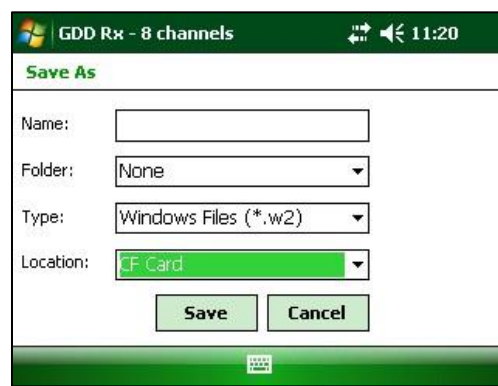 GDD Rx - 8 channels 11:20
Save As
Name:
Folder: None
Type: Windows Files (*.w2)
Location: CF Card
Save Cancel